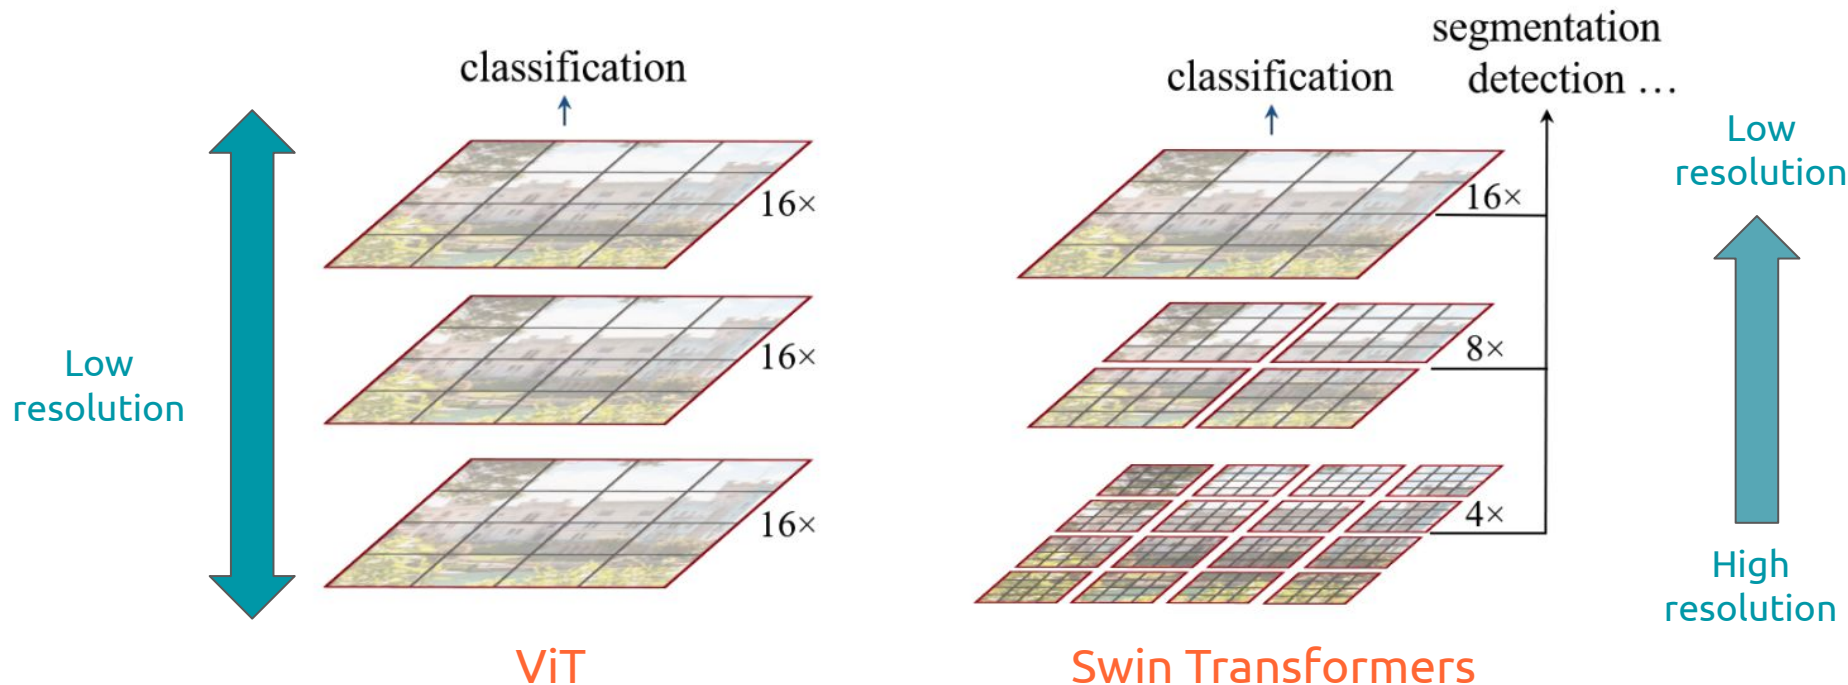 classification
16×
16×
16×
Low
resolution
ViT
segmentation
detection ...
classification
16×
8×
4×
Low
resolution
High
resolution
Swin Transformers